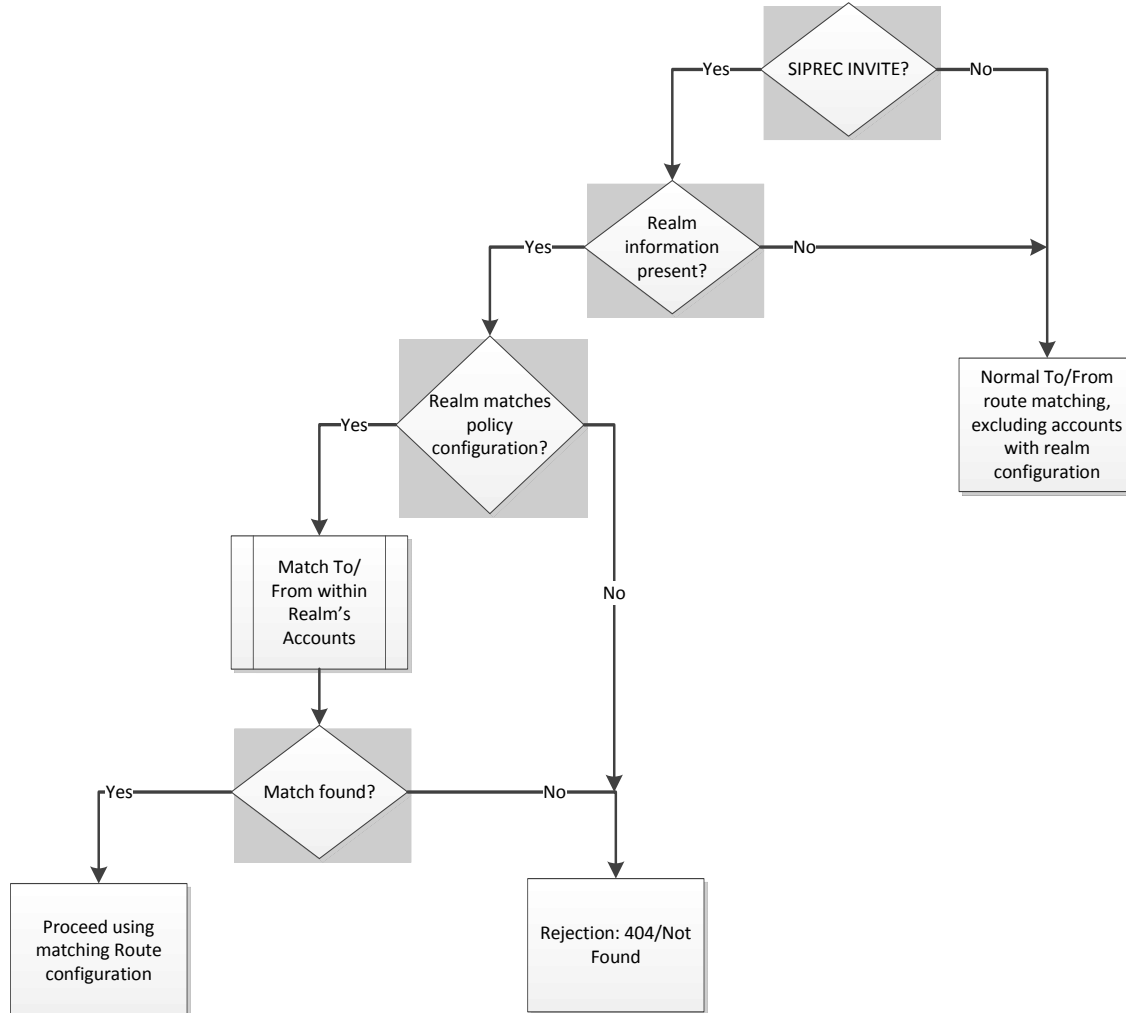 SIPREC INVITE?
Yes
No
Realm
information
present?
Yes
No
Realm matches
policy
configuration?
Yes
No
Normal To/From
route matching,
excluding accounts
with realm
configuration
Match To/
From within
Realm's
Accounts
Match found?
Yes
No
Proceed using
matching Route
configuration
Rejection: 404/Not
Found